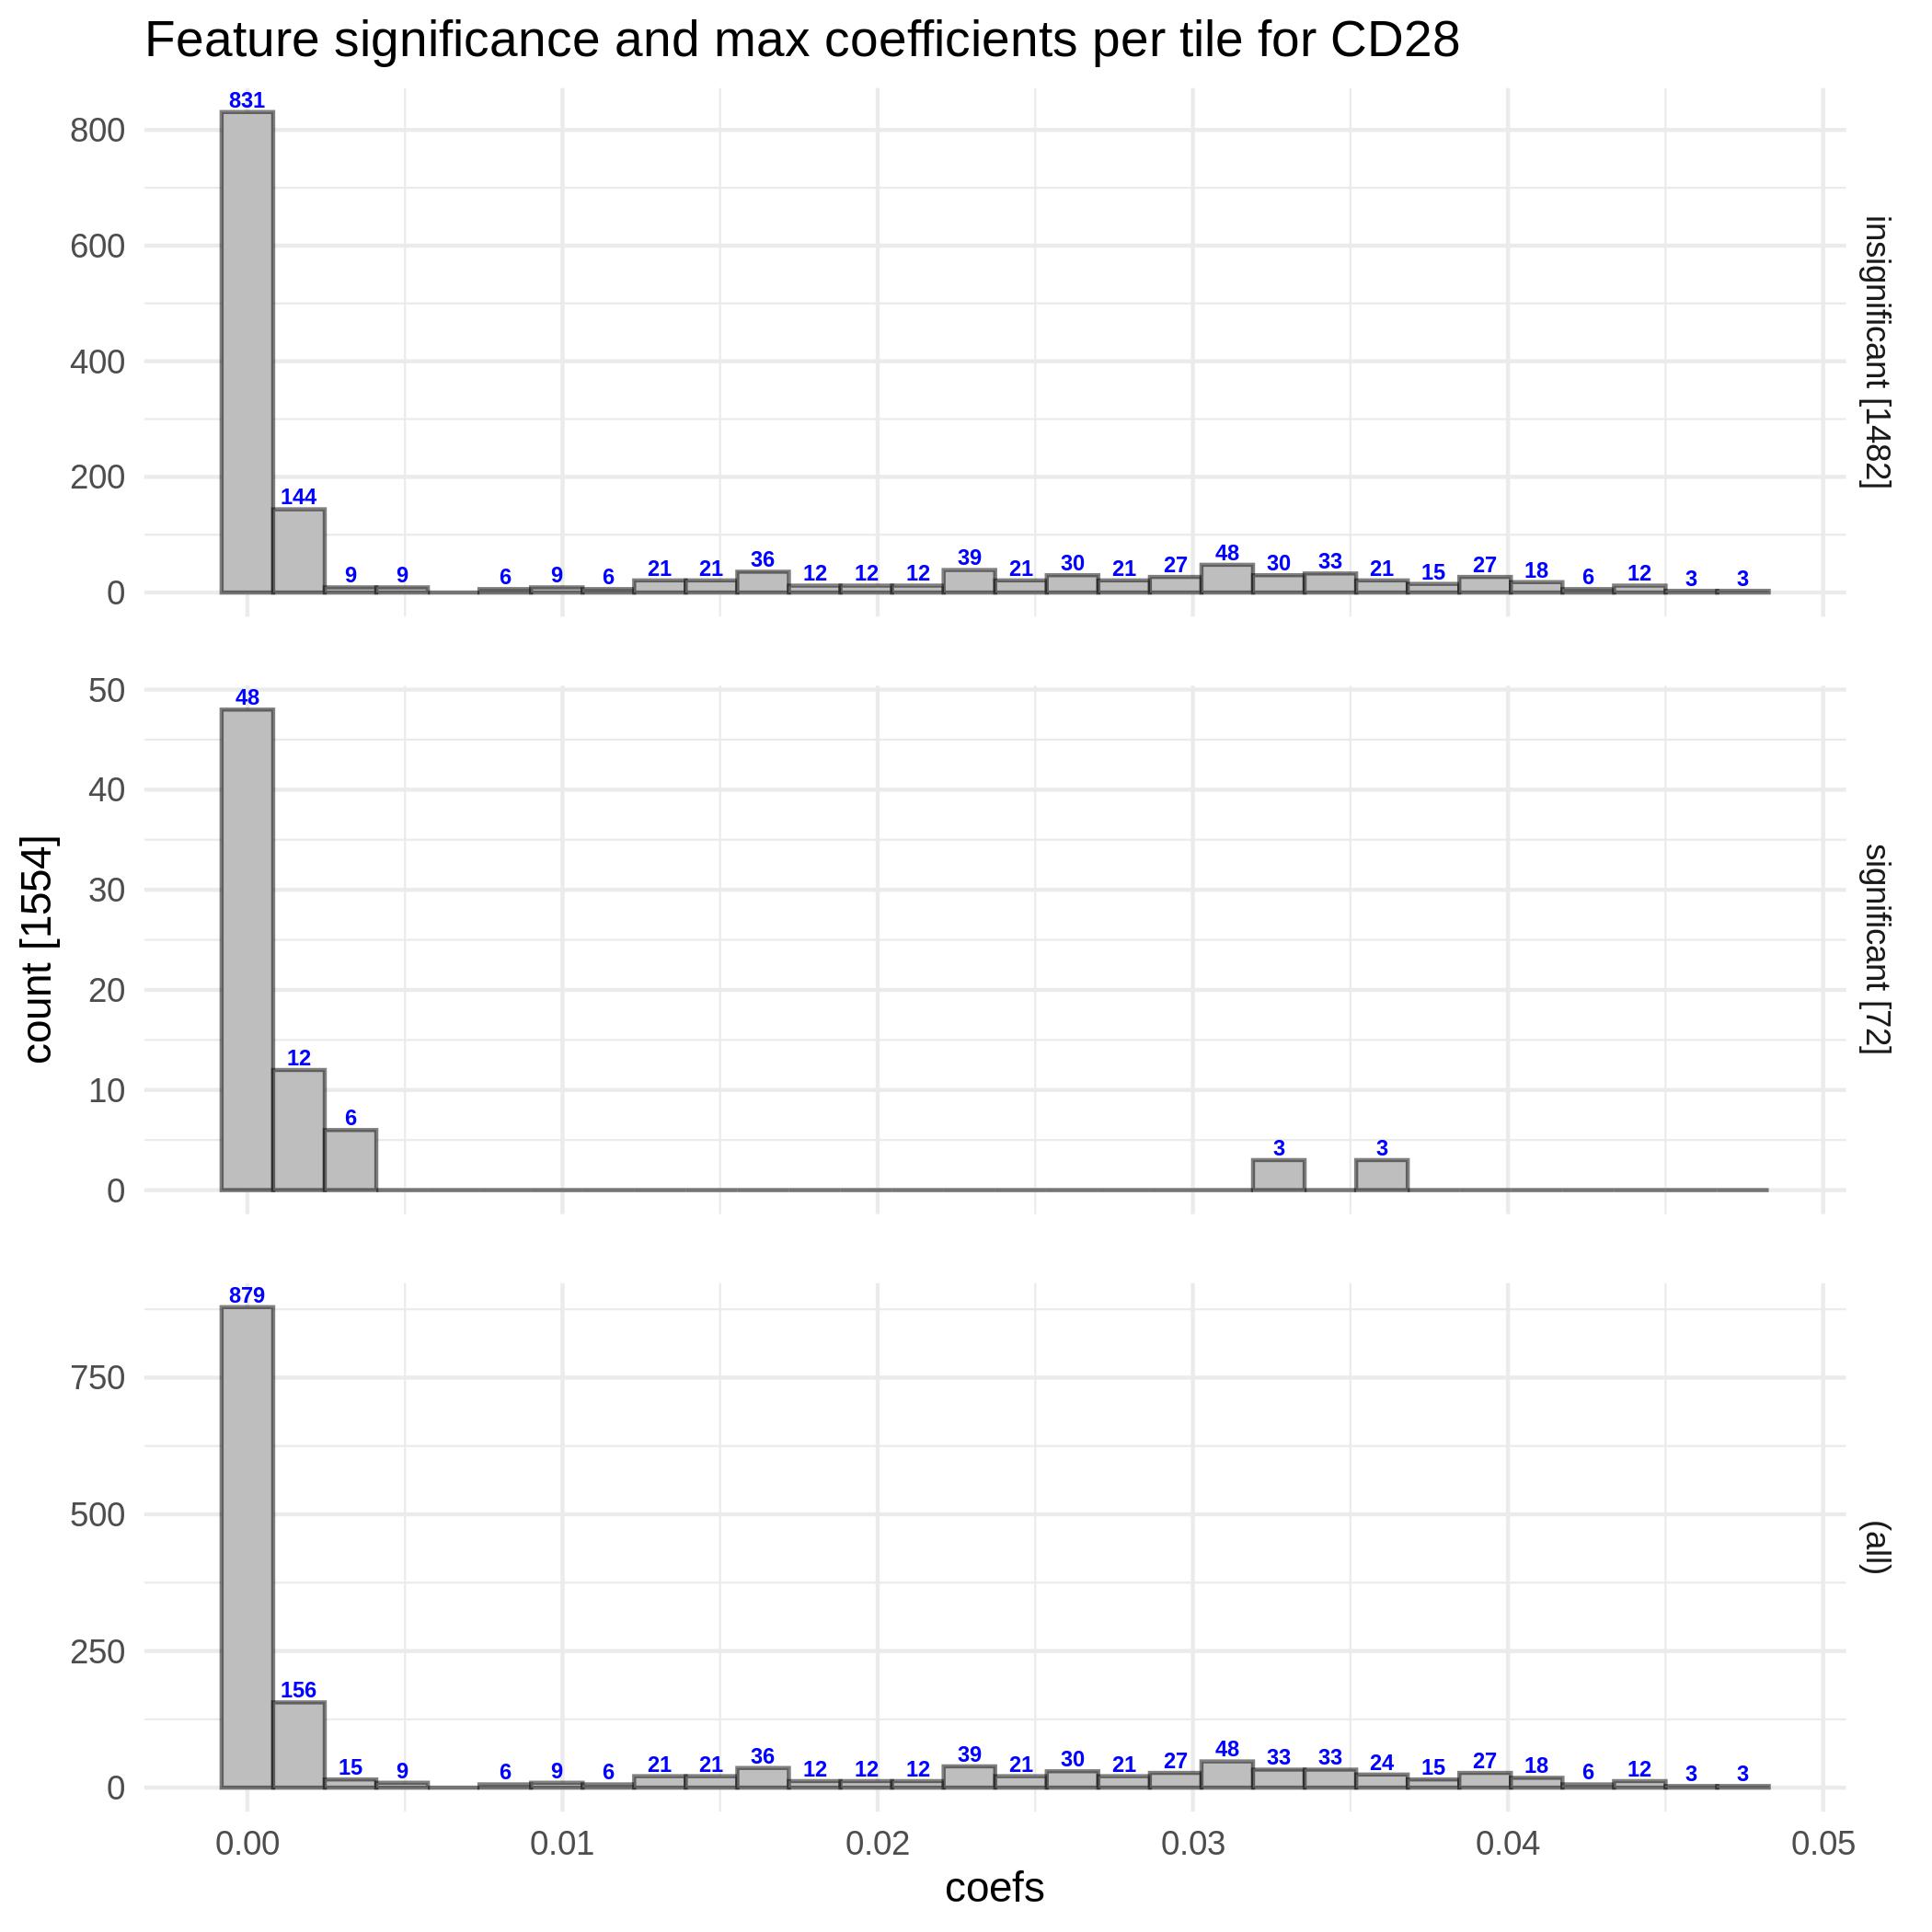 Feature significance and max coefficients per tile for CD28
831
800
600
400
200
0
144 9 9 6 9 6 21 21 36 12 12 12 39 21 30 21 27 48 30 33 21 15 27 18 6 12 3 3
insignificant [1482]
50
40
30
20
10
0
48 12 6 3 3
significant [72]
count [1554]
879
750
500
250
0
156 15 9 6 9 6 21 21 36 12 12 12 39 21 30 21 27 48 33 33 24 15 27 18 6 12 3 3
(all)
0.00 0.01 0.02 0.03 0.04 0.05
coefs